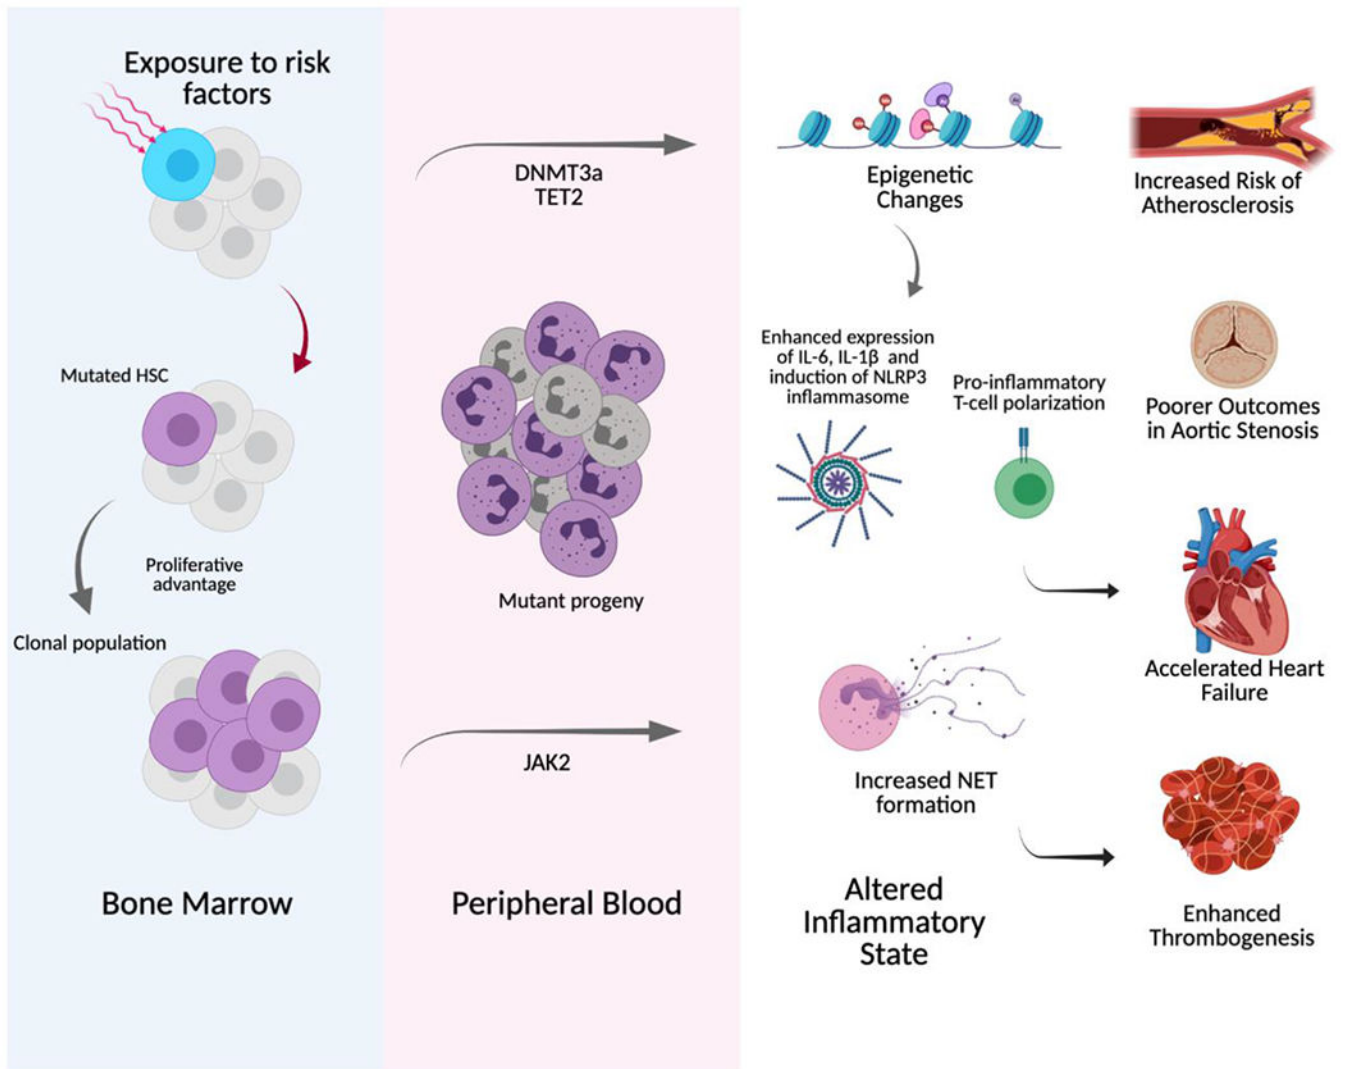 Exposure to risk
factors
Mutated HSC
Proliferative
advantage
Clonal population
Bone Marrow
DNMT3a
TET2
Mutant progeny
JAK2
Peripheral Blood
Epigenetic
Changes
Enhanced expression
of IL-6, IL-1β and
induction of NLRP3
inflammasome
Pro-inflammatory
T-cell polarization
Increased NET
formation
Altered
Inflammatory
State
Increased Risk of
Atherosclerosis
Poorer Outcomes
in Aortic Stenosis
Accelerated Heart
Failure
Enhanced
Thrombogenesis